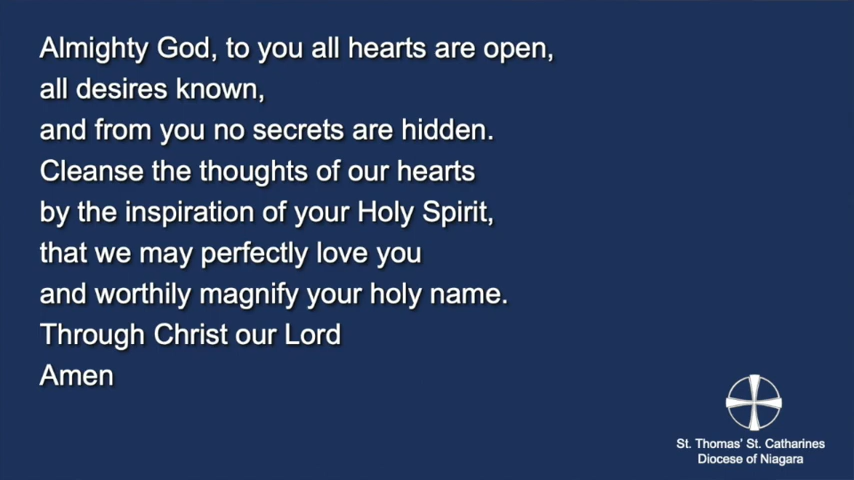 Almighty God, to you all hearts are open,
all desires known,
and from you no secrets are hidden.
Cleanse the thoughts of our hearts
by the inspiration of your Holy Spirit,
that we may perfectly love you
and worthily magnify your holy name.
Through Christ our Lord
Amen
St. Thomas' St. Catharines
Diocese of Niagara